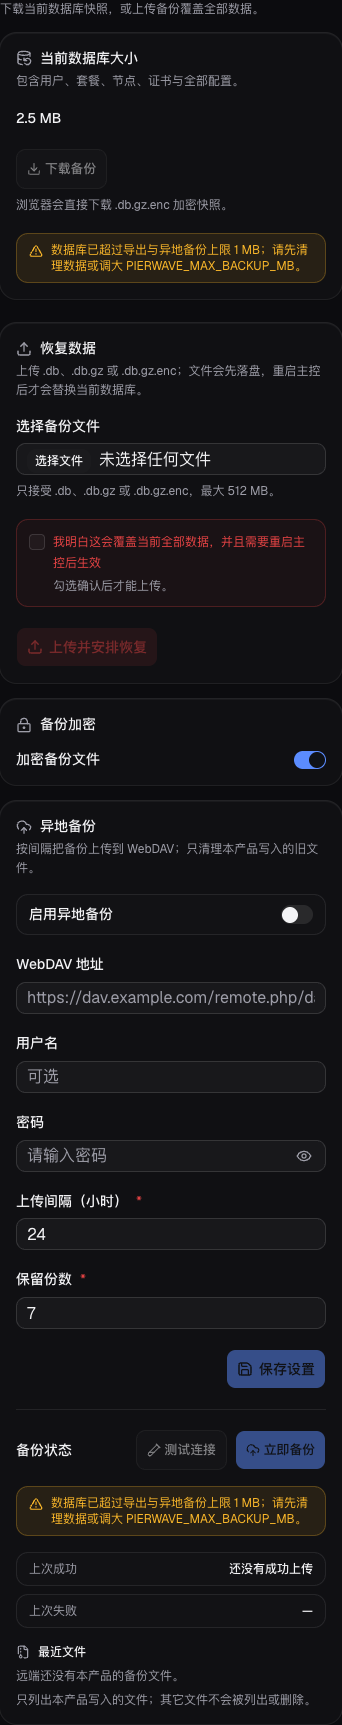 下载当前数据库快照，或上传备份覆盖全部数据。
当前数据库大小
包含用户、套餐、节点、证书与全部配置。
2.5 MB
下载备份
浏览器会直接下载 .db.gz.enc 加密快照。
数据库已超过导出与异地备份上限 1 MB；请先清
理数据或调大 PIERWAVE_MAX_BACKUP_MB。
恢复数据
上传 .db、.db.gz 或 .db.gz.enc；文件会先落盘，重启主控
后才会替换当前数据库。
选择备份文件
选择文件 未选择任何文件
只接受 .db、.db.gz 或 .db.gz.enc，最大 512 MB。
我明白这会覆盖当前全部数据，并且需要重启主
控后生效
勾选确认后才能上传。
上传并安排恢复
备份加密
加密备份文件
异地备份
按间隔把备份上传到 WebDAV；只清理本产品写入的旧文
件。
启用异地备份
WebDAV 地址
https://dav.example.com/remote.php/da
用户名
可选
密码
请输入密码
上传间隔（小时） *
24
保留份数 *
7
保存设置
备份状态
测试连接
立即备份
数据库已超过导出与异地备份上限 1 MB；请先清
理数据或调大 PIERWAVE_MAX_BACKUP_MB。
上次成功 还没有成功上传
上次失败 —
最近文件
远端还没有本产品的备份文件。
只列出本产品写入的文件；其它文件不会被列出或删除。